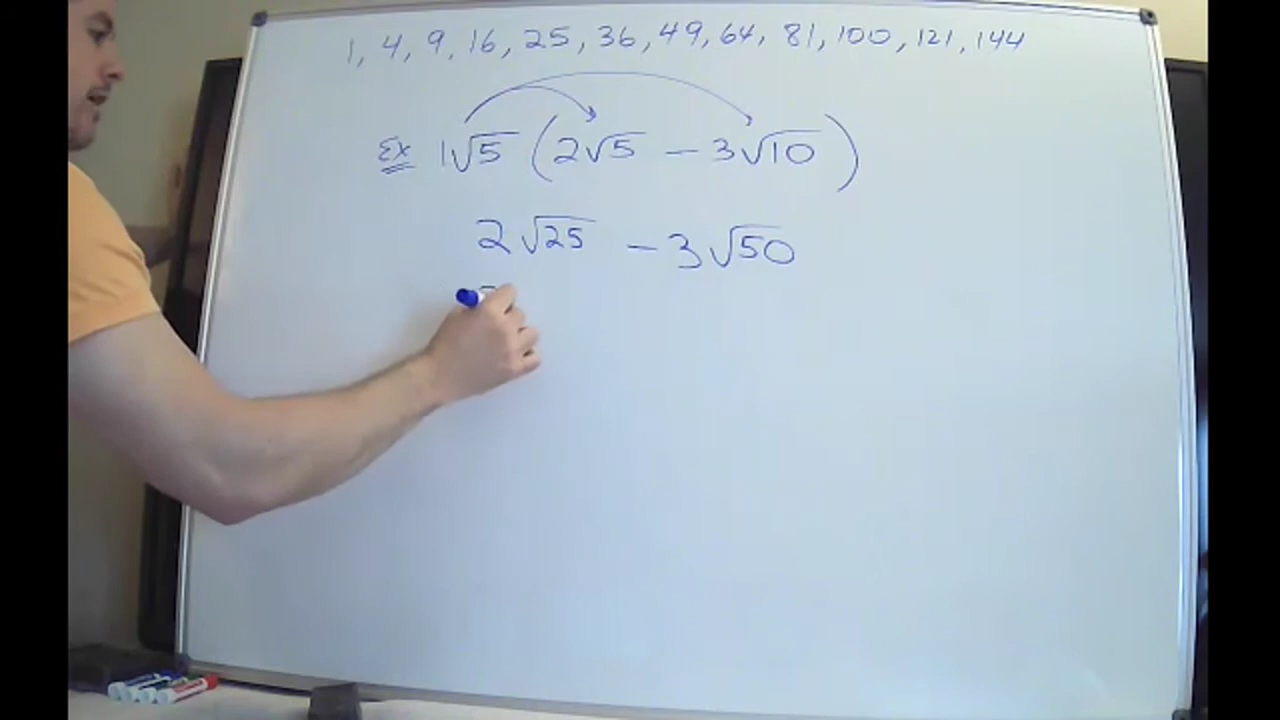 1, 4, 9, 16, 25, 36, 49, 64, 81, 100, 121, 144
Ex 1√5 (2√5 - 3√10)
2√25 - 3√50